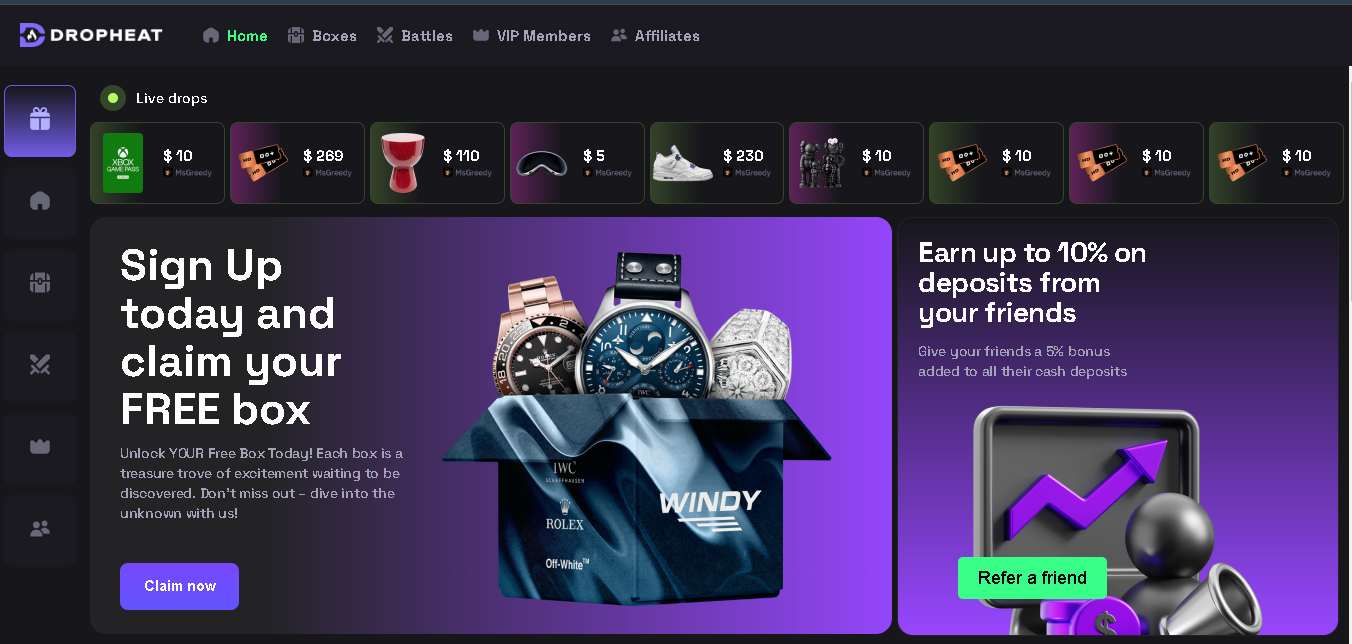 DROPHEAT
Home
Boxes
Battles
VIP Members
Affiliates
Live drops
XBOX
GAME PASS
$ 10
MsGreedy
$ 269
MsGreedy
$ 110
MsGreedy
$ 5
MsGreedy
$ 230
MsGreedy
$ 10
MsGreedy
$ 10
MsGreedy
$ 10
MsGreedy
$ 10
MsGreedy
Sign Up
today and
claim your
FREE box
Unlock YOUR Free Box Today! Each box is a
treasure trove of excitement waiting to be
discovered. Don't miss out – dive into the
unknown with us!
Claim now
IWC
SCHAFFHAUSEN
ROLEX
Off-White™
WINDY
Earn up to 10% on
deposits from
your friends
Give your friends a 5% bonus
added to all their cash deposits
Refer a friend
$